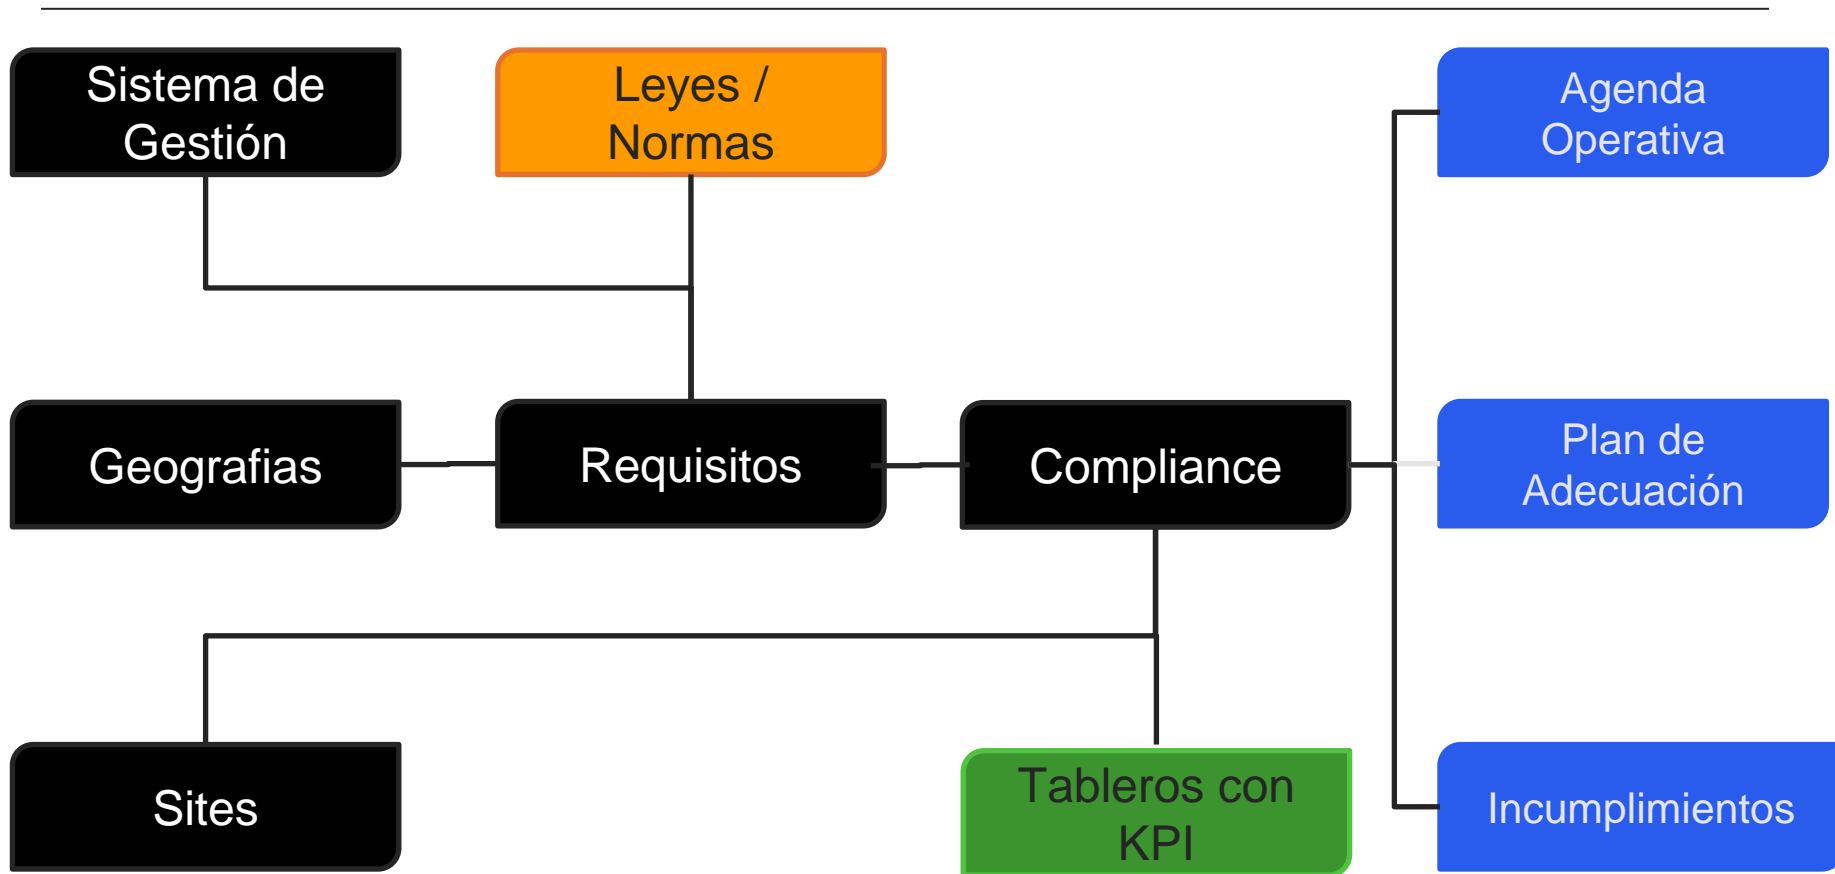 Sistema de
Gestión
Leyes /
Normas
Agenda
Operativa
Geografias
Requisitos
Compliance
Plan de
Adecuación
Sites
Tableros con
KPI
Incumplimientos